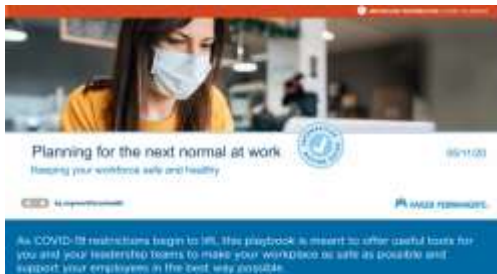 Planning for the next normal at work
Keeping your workforce safe and healthy
05/11/20
KAISER PERMANENTE
As COVID-19 restrictions begin to lift, this playbook is meant to offer useful tools for
you and your leadership teams to make your workplace as safe as possible and
support your employees in the best way possible.